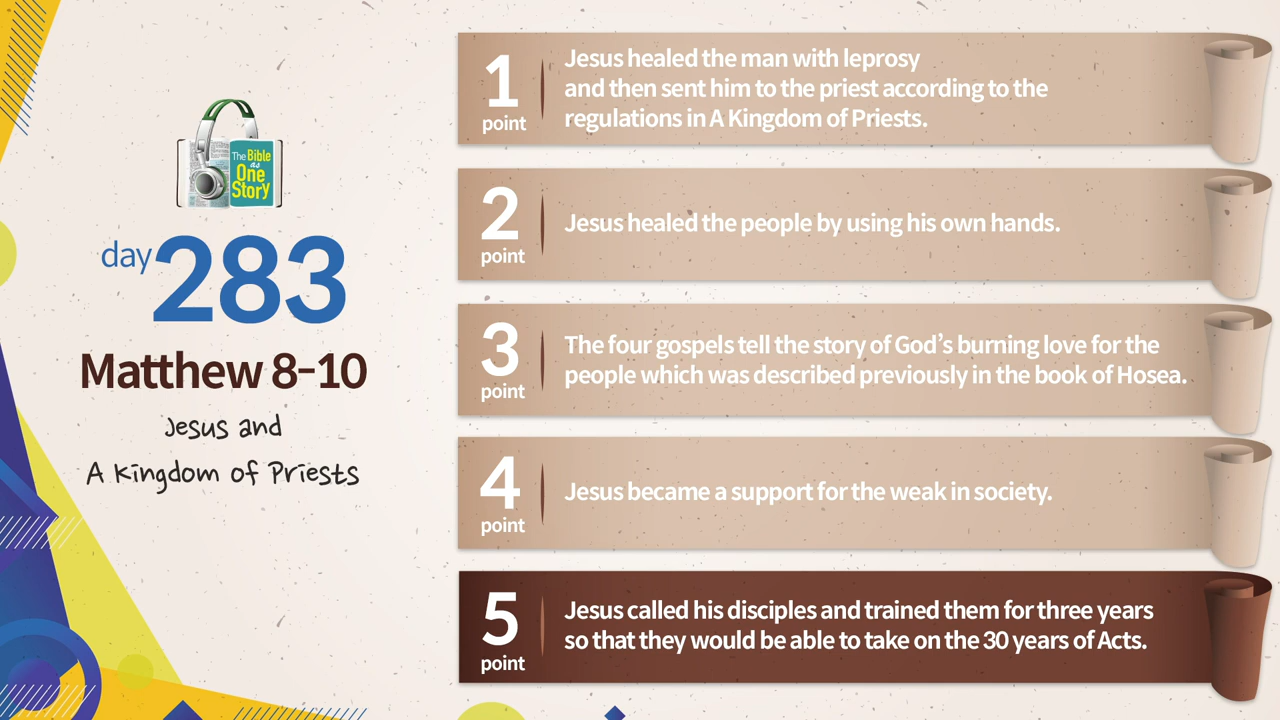 The Bible
as
One
Story
day 283
Matthew 8-10
Jesus and
A Kingdom of Priests
1
point
Jesus healed the man with leprosy
and then sent him to the priest according to the
regulations in A Kingdom of Priests.
2
point
Jesus healed the people by using his own hands.
3
point
The four gospels tell the story of God’s burning love for the
people which was described previously in the book of Hosea.
4
point
Jesus became a support for the weak in society.
5
point
Jesus called his disciples and trained them for three years
so that they would be able to take on the 30 years of Acts.